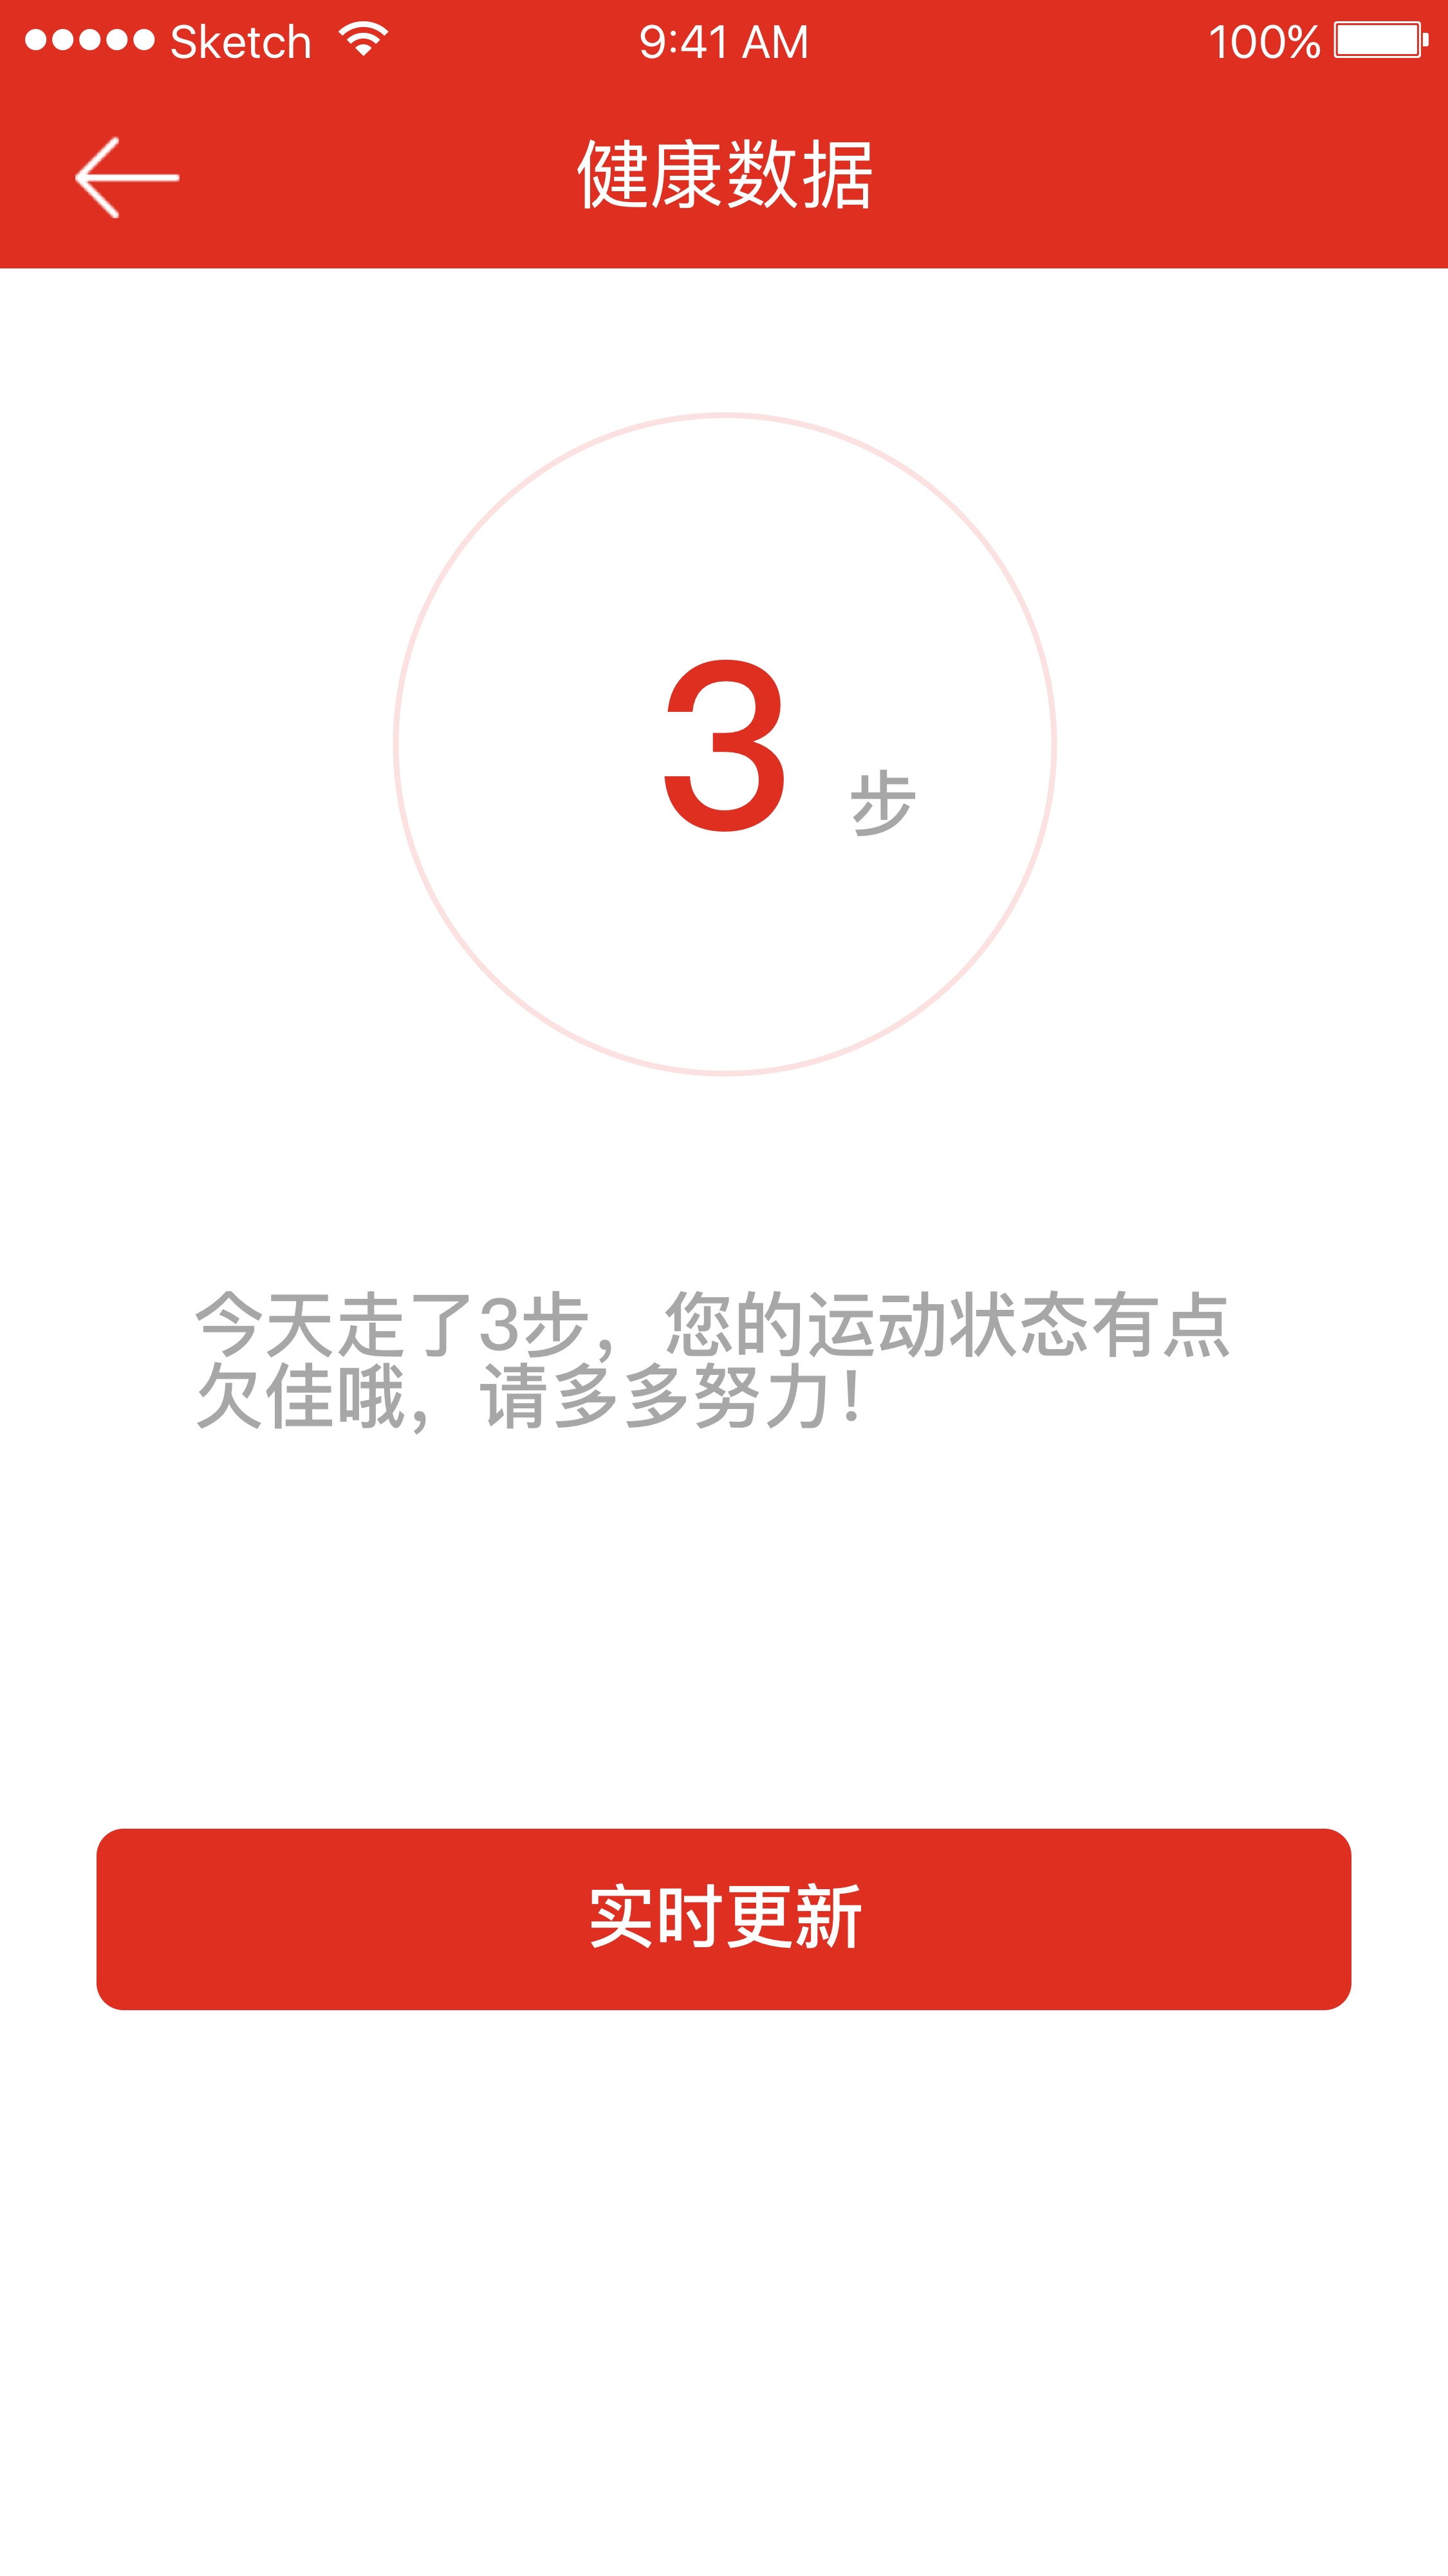 Sketch 9:41 AM 100%
健康数据
3 步
今天走了3步，您的运动状态有点
欠佳哦，请多多努力！
实时更新